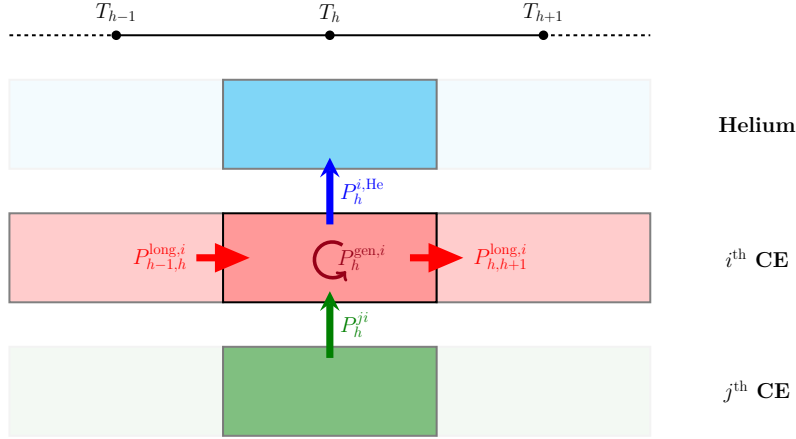 T_{h-1} T_h T_{h+1}
Helium
P_h^{i,He}
P_{h-1,h}^{long,i} P_h^{gen,i} P_{h,h+1}^{long,i} i^{th} CE
P_h^{ji}
j^{th} CE